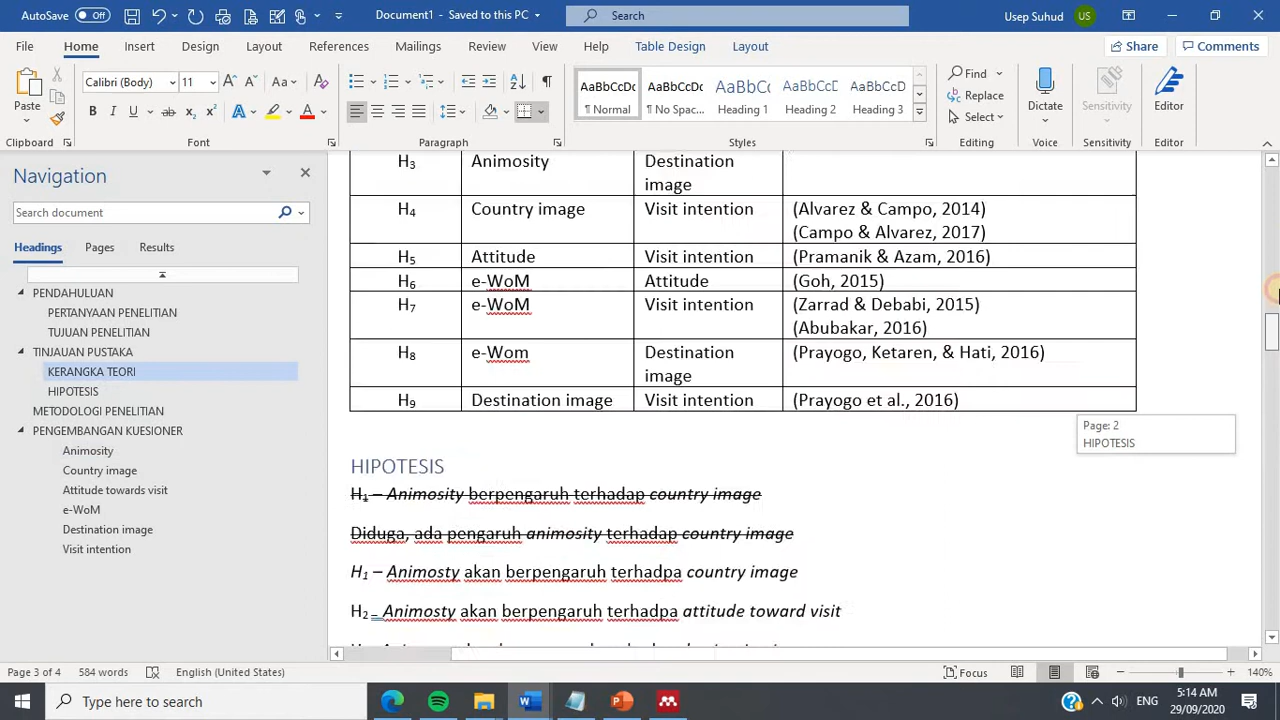 AutoSave Off Document1 - Saved to this PC Search Usep Suhud US
File Home Insert Design Layout References Mailings Review View Help Table Design Layout Share Comments
Paste
Clipboard
Calibri (Body) 11
Font
Paragraph
AaBbCcDc AaBbCcDc AaBbCc AaBbCcD AaBbCcD
¶ Normal ¶ No Spac... Heading 1 Heading 2 Heading 3
Styles
Find
Replace
Select
Editing
Dictate
Voice
Sensitivity
Sensitivity
Editor
Editor
Navigation
Search document
Headings Pages Results
PENDAHULUAN
PERTANYAAN PENELITIAN
TUJUAN PENELITIAN
TINJAUAN PUSTAKA
KERANGKA TEORI
HIPOTESIS
METODOLOGI PENELITIAN
PENGEMBANGAN KUESIONER
Animosity
Country image
Attitude towards visit
e-WoM
Destination image
Visit intention
H3 Animosity Destination image
H4 Country image Visit intention (Alvarez & Campo, 2014)
(Campo & Alvarez, 2017)
H5 Attitude Visit intention (Pramanik & Azam, 2016)
H6 e-WoM Attitude (Goh, 2015)
H7 e-WoM Visit intention (Zarrad & Debabi, 2015)
(Abubakar, 2016)
H8 e-Wom Destination image (Prayogo, Ketaren, & Hati, 2016)
H9 Destination image Visit intention (Prayogo et al., 2016)
Page: 2
HIPOTESIS
HIPOTESIS
H1 – Animosity berpengaruh terhadap country image
Diduga, ada pengaruh animosity terhadap country image
H1 – Animosty akan berpengaruh terhadpa country image
H2 – Animosty akan berpengaruh terhadpa attitude toward visit
Page 3 of 4 584 words English (United States) Focus 140%
Type here to search
ENG
5:14 AM
29/09/2020